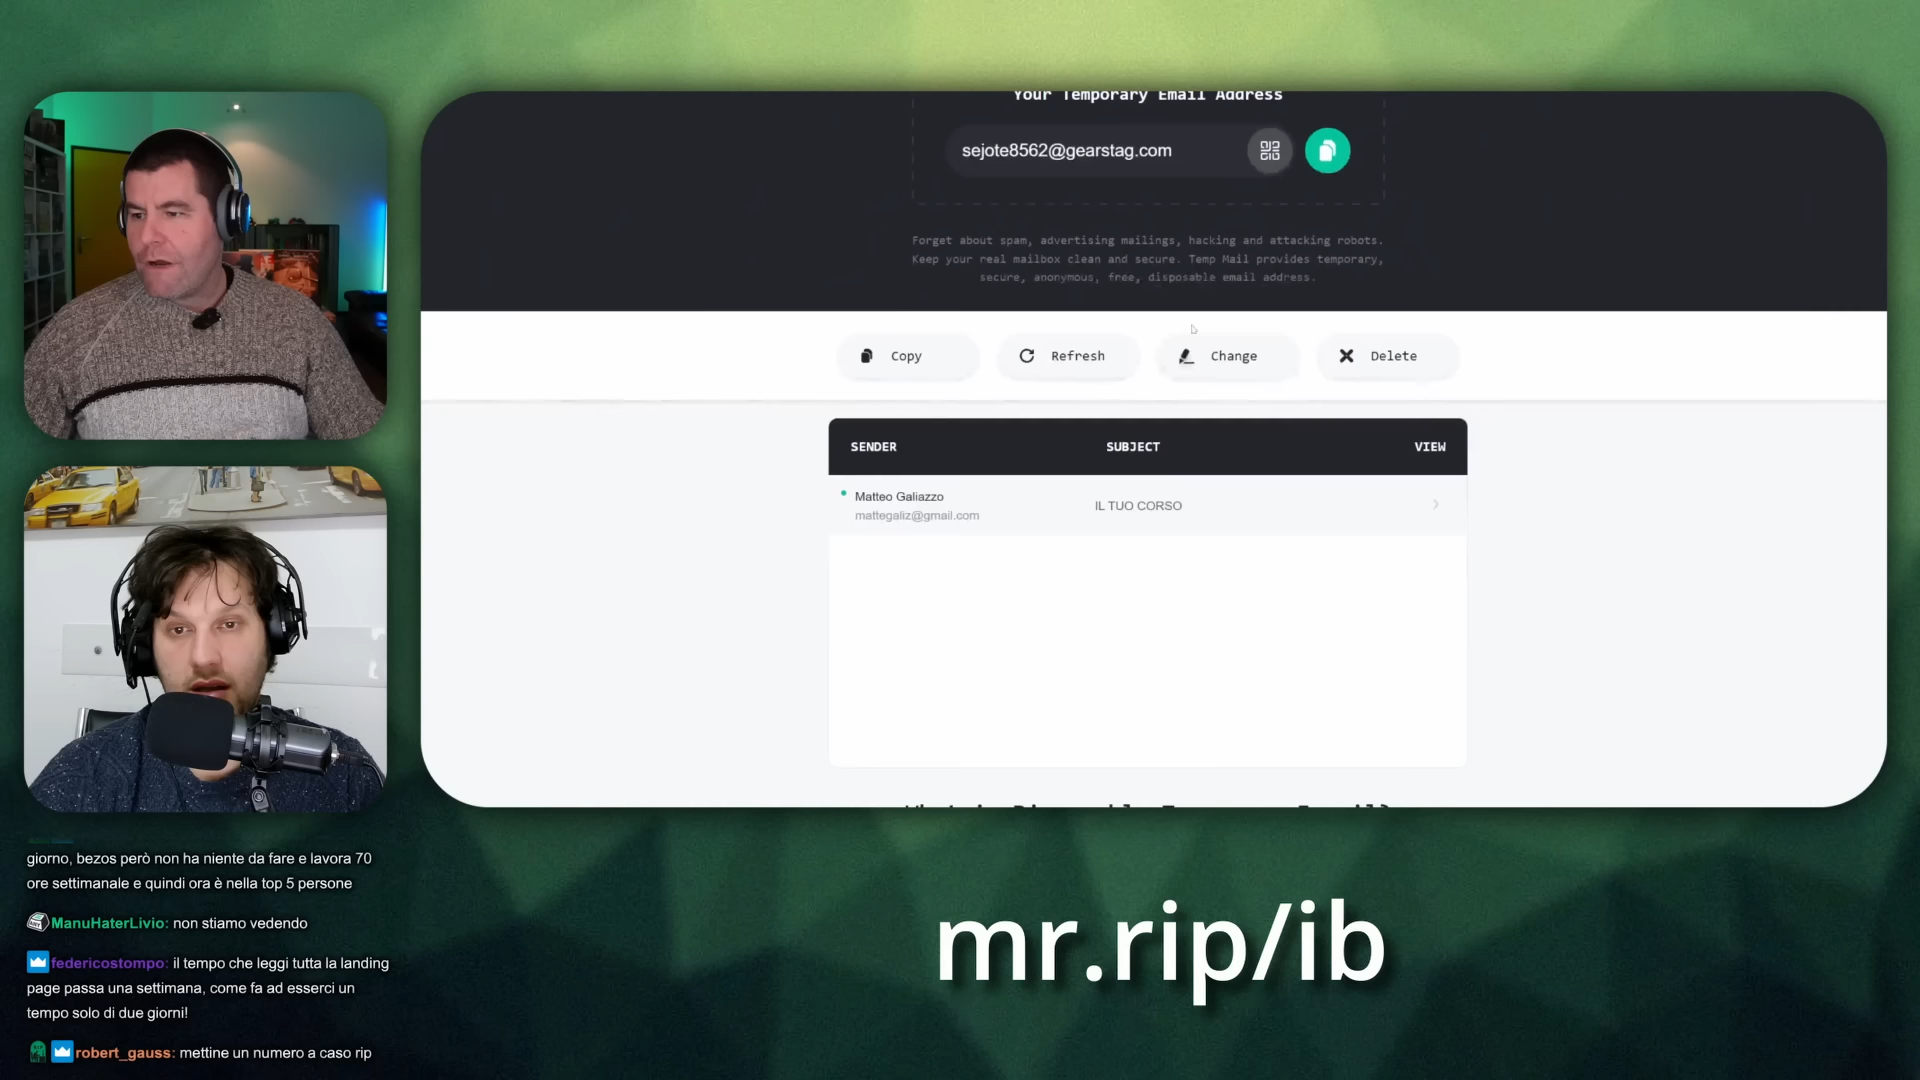 Your Temporary Email Address
sejote8562@gearstag.com
Forget about spam, advertising mailings, hacking and attacking robots.
Keep your real mailbox clean and secure. Temp Mail provides temporary,
secure, anonymous, free, disposable email address.
Copy
Refresh
Change
Delete
SENDER
SUBJECT
VIEW
Matteo Galiazzo
mattegaliz@gmail.com
IL TUO CORSO
giorno, bezos però non ha niente da fare e lavora 70
ore settimanale e quindi ora è nella top 5 persone
ManuHaterLivio: non stiamo vedendo
federicostompo: il tempo che leggi tutta la landing
page passa una settimana, come fa ad esserci un
tempo solo di due giorni!
robert_gauss: mettine un numero a caso rip
mr.rip/ib